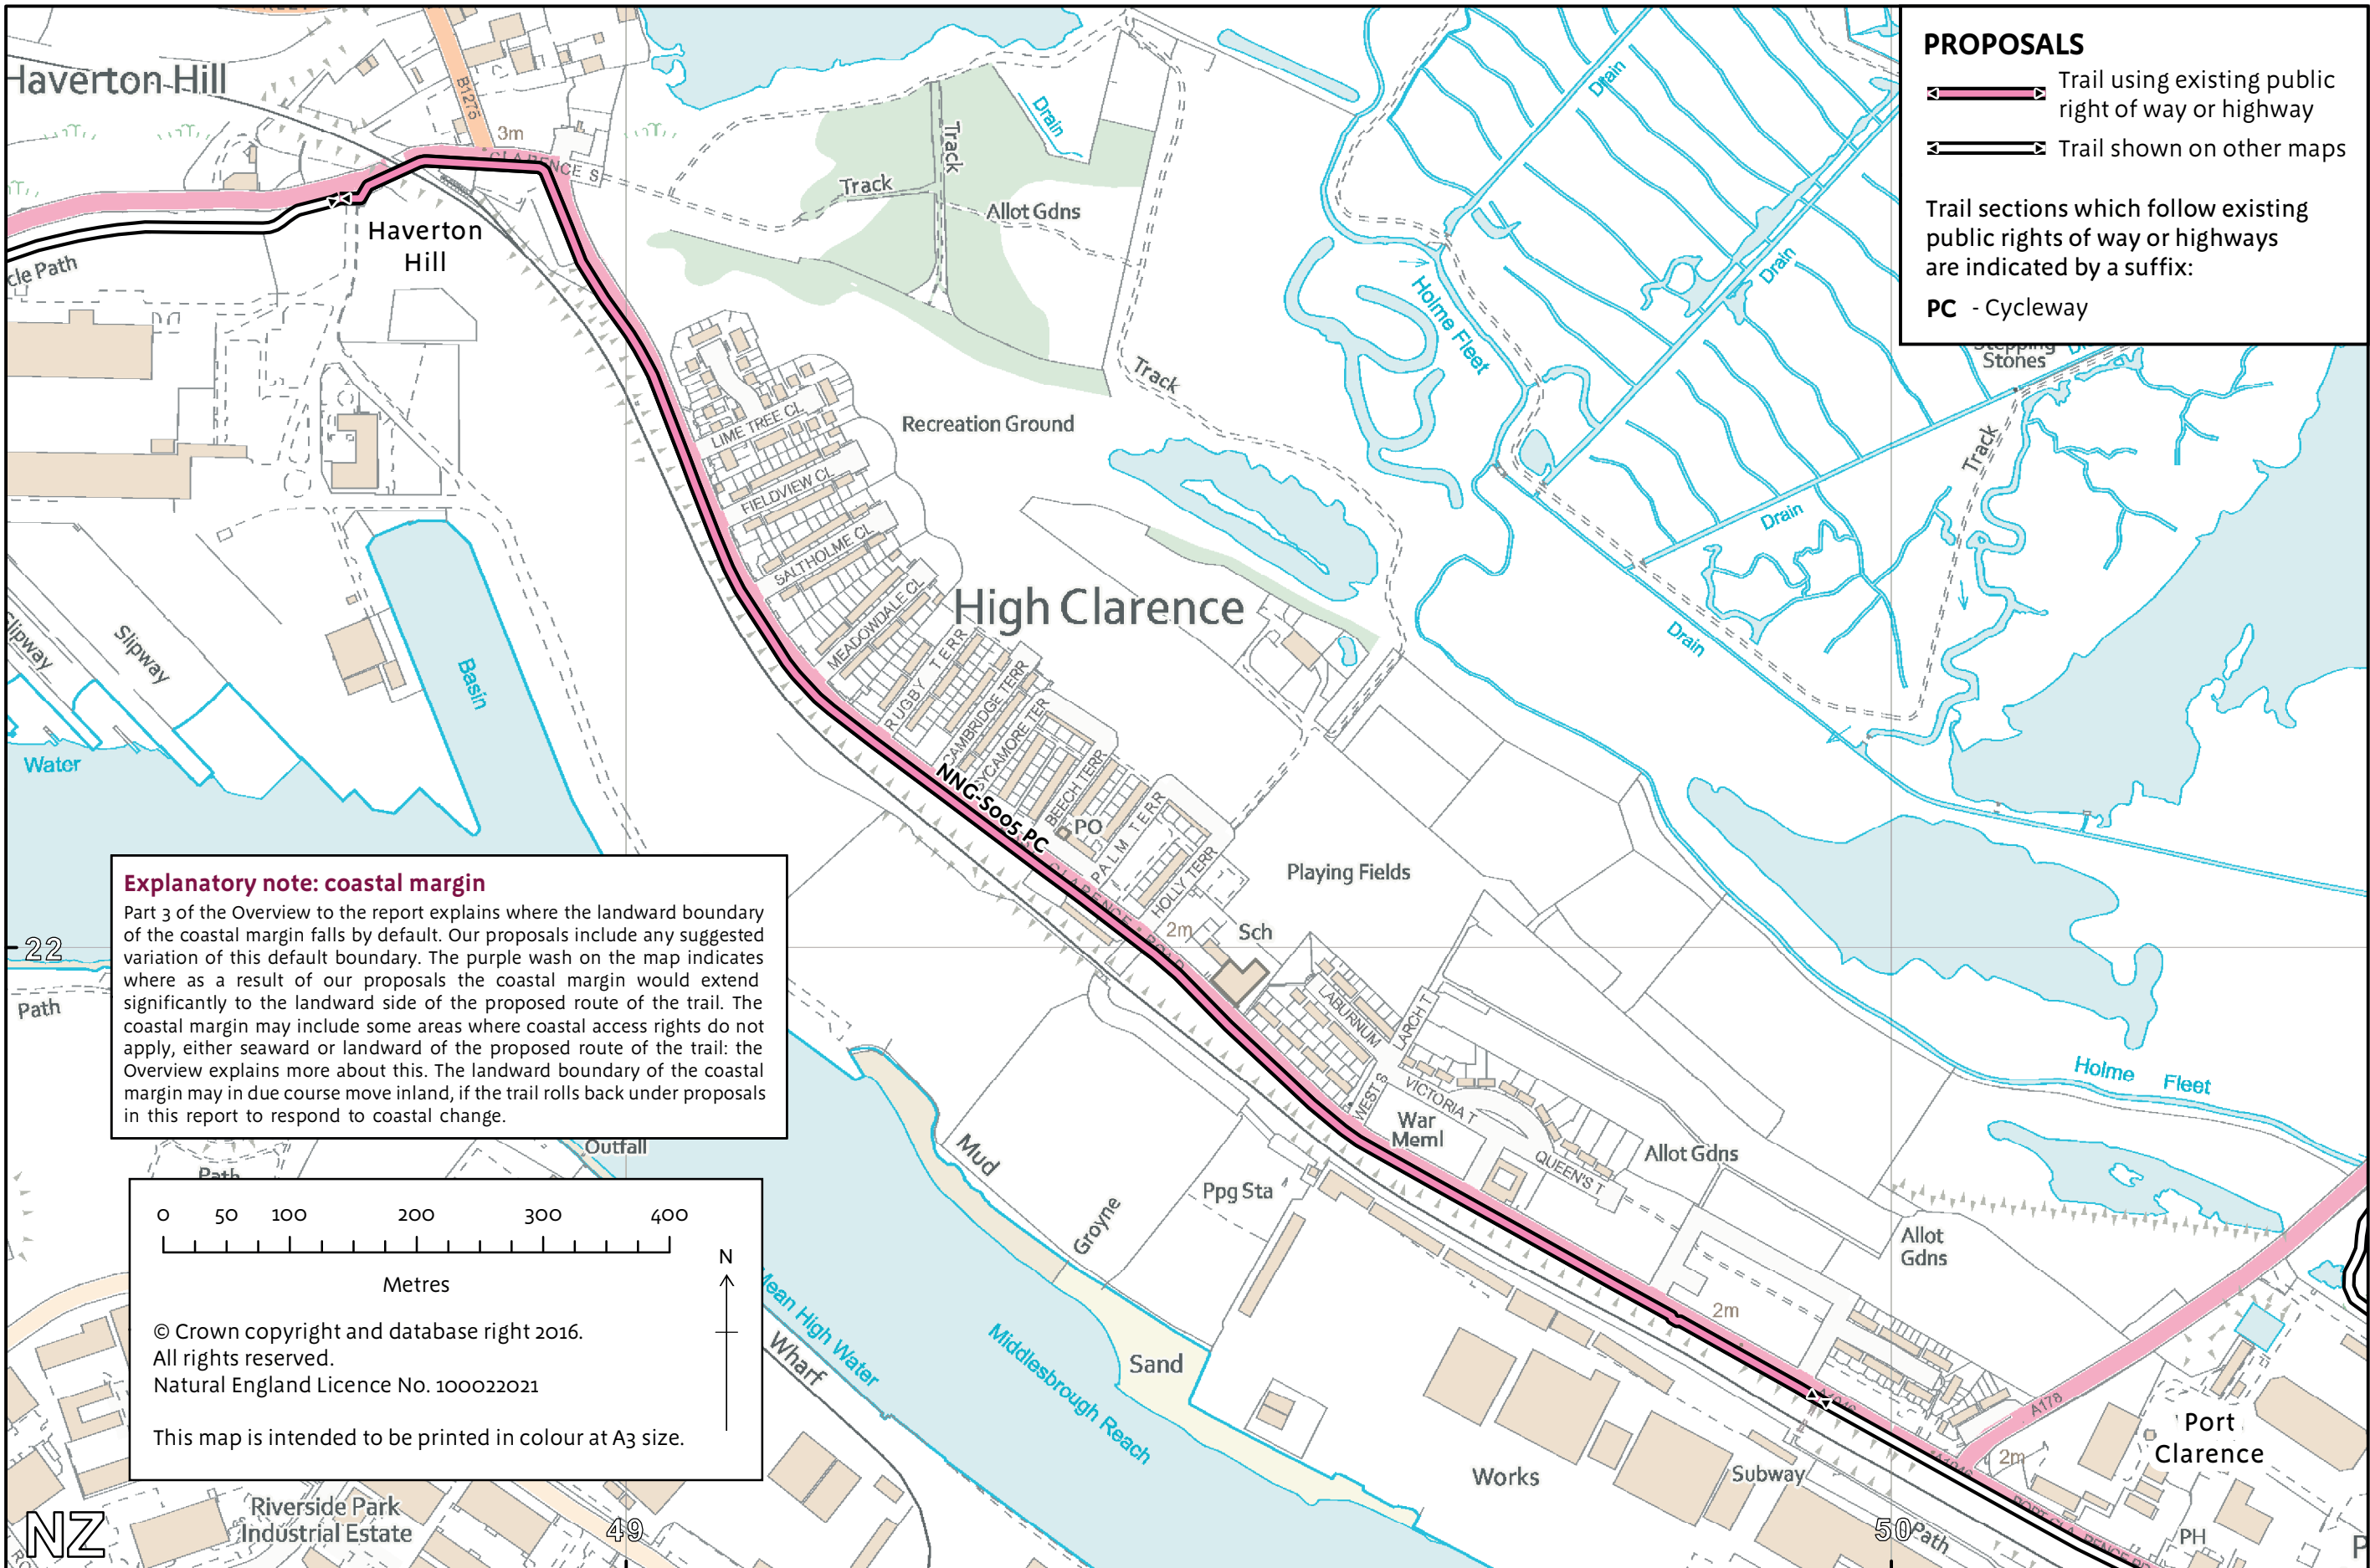 PROPOSALS
Trail using existing public
right of way or highway
Trail shown on other maps
Trail sections which follow existing
public rights of way or highways
are indicated by a suffix:
PC - Cycleway
Haverton Hill
B1275
3m
CLARENCE S
Haverton
Hill
cle Path
Track
Track
Drain
Allot Gdns
Track
Recreation Ground
Holme Fleet
Drain
Drain
Drain
Drain
Stepping
Stones
Track
LIME TREE CL
FIELDVIEW CL
SALTHOLME CL
MEADOWDALE CL
RUGBY TERR
CAMBRIDGE TERR
SYCAMORE TER
BEECH TERR
PALM TERR
HOLLY TERR
High Clarence
NNG-S005 PC
PO
CLARENCE ROAD
2m
Sch
Playing Fields
Slipway
Slipway
Basin
Water
22
Path
Explanatory note: coastal margin
Part 3 of the Overview to the report explains where the landward boundary
of the coastal margin falls by default. Our proposals include any suggested
variation of this default boundary. The purple wash on the map indicates
where as a result of our proposals the coastal margin would extend
significantly to the landward side of the proposed route of the trail. The
coastal margin may include some areas where coastal access rights do not
apply, either seaward or landward of the proposed route of the trail: the
Overview explains more about this. The landward boundary of the coastal
margin may in due course move inland, if the trail rolls back under proposals
in this report to respond to coastal change.
Outfall
Path
0 50 100 200 300 400
Metres
N
© Crown copyright and database right 2016.
All rights reserved.
Natural England Licence No. 100022021
This map is intended to be printed in colour at A3 size.
LABURNUM
LARCH T
WEST S
VICTORIA T
War
Meml
QUEEN'S T
Allot Gdns
Holme Fleet
Allot
Gdns
Mud
Groyne
Ppg Sta
Mean High Water
Wharf
Middlesbrough Reach
Sand
2m
A178
2m
Port
Clarence
Works
Subway
Path
PH
P
Riverside Park
Industrial Estate
NZ
49
50